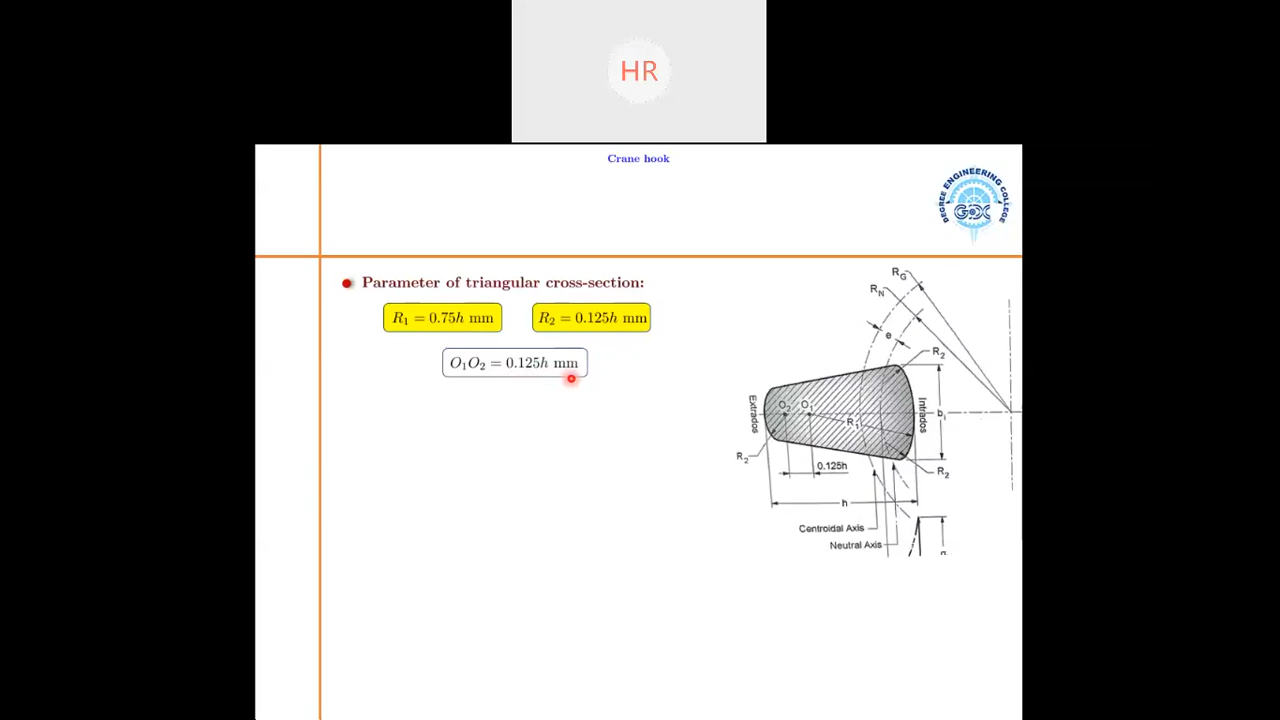 HR
Crane hook
DEGREE ENGINEERING COLLEGE
Parameter of triangular cross-section:
R₁ = 0.75h mm
R₂ = 0.125h mm
O₁O₂ = 0.125h mm
R_G
R_N
e
R₂
Extrados
O₂
O₁
R₁
Intrados
bᵢ
R₂
0.125h
R₂
h
Centroidal Axis
Neutral Axis